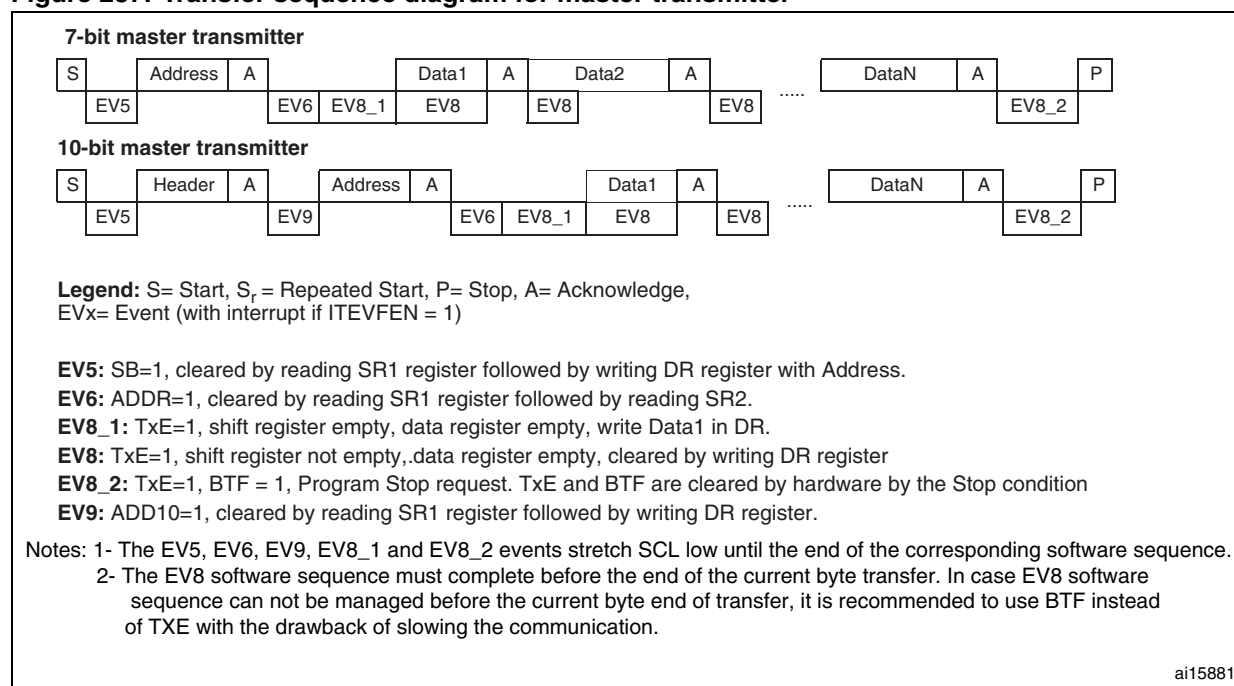 7-bit master transmitter
S Address A Data1 A Data2 A ..... DataN A P
EV5 EV6 EV8_1 EV8 EV8 EV8 EV8_2
10-bit master transmitter
S Header A Address A Data1 A ..... DataN A P
EV5 EV9 EV6 EV8_1 EV8 EV8 EV8_2
Legend: S= Start, Sr = Repeated Start, P= Stop, A= Acknowledge,
EVx= Event (with interrupt if ITEVFEN = 1)
EV5: SB=1, cleared by reading SR1 register followed by writing DR register with Address.
EV6: ADDR=1, cleared by reading SR1 register followed by reading SR2.
EV8_1: TxE=1, shift register empty, data register empty, write Data1 in DR.
EV8: TxE=1, shift register not empty,.data register empty, cleared by writing DR register
EV8_2: TxE=1, BTF = 1, Program Stop request. TxE and BTF are cleared by hardware by the Stop condition
EV9: ADD10=1, cleared by reading SR1 register followed by writing DR register.
Notes: 1- The EV5, EV6, EV9, EV8_1 and EV8_2 events stretch SCL low until the end of the corresponding software sequence.
2- The EV8 software sequence must complete before the end of the current byte transfer. In case EV8 software
sequence can not be managed before the current byte end of transfer, it is recommended to use BTF instead
of TXE with the drawback of slowing the communication.
ai15881